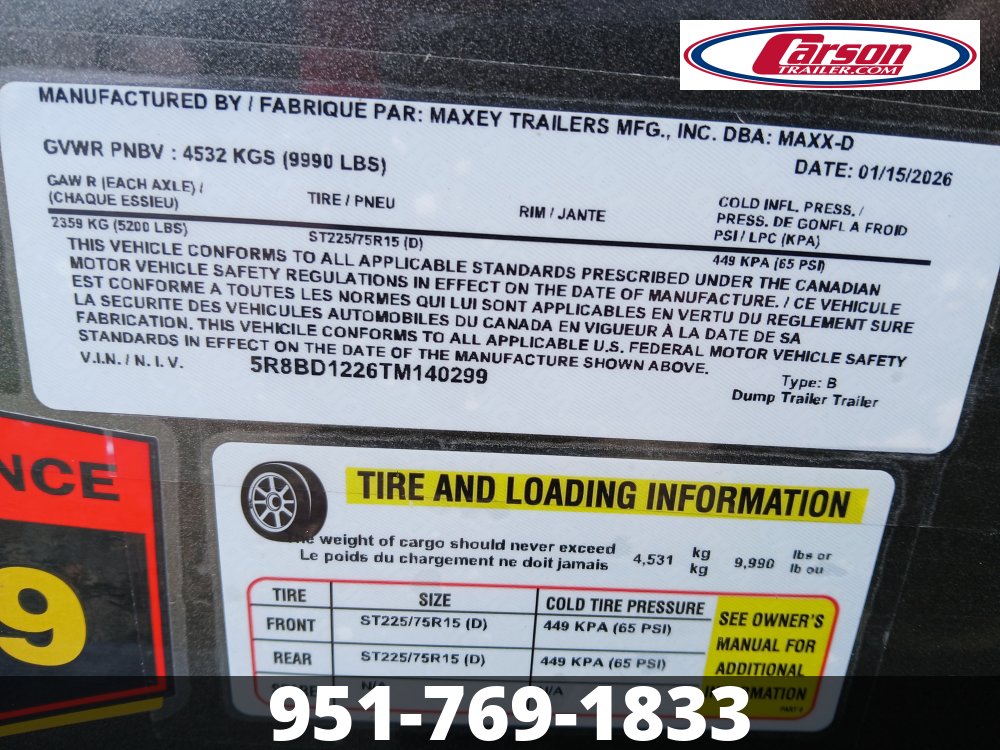 Carson
TRAILER.COM
MANUFACTURED BY / FABRIQUE PAR: MAXEY TRAILERS MFG., INC. DBA: MAXX-D
GVWR PNBV : 4532 KGS (9990 LBS)
DATE: 01/15/2026
GAW R (EACH AXLE) /
(CHAQUE ESSIEU)
TIRE / PNEU
RIM / JANTE
COLD INFL. PRESS. /
PRESS. DE GONFL A FROID
PSI / LPC (KPA)
2359 KG (5200 LBS)
ST225/75R15 (D)
449 KPA (65 PSI)
THIS VEHICLE CONFORMS TO ALL APPLICABLE STANDARDS PRESCRIBED UNDER THE CANADIAN
MOTOR VEHICLE SAFETY REGULATIONS IN EFFECT ON THE DATE OF MANUFACTURE. / CE VEHICULE
EST CONFORME A TOUTES LES NORMES QUI LUI SONT APPLICABLES EN VERTU DU REGLEMENT SURE
LA SECURITE DES VEHICULES AUTOMOBILES DU CANADA EN VIGUEUR À LA DATE DE SA
FABRICATION. THIS VEHICILE CONFORMS TO ALL APPLICABLE U.S. FEDERAL MOTOR VEHICLE SAFETY
STANDARDS IN EFFECT ON THE DATE OF THE MANUFACTURE SHOWN ABOVE.
V.I.N. / N. I. V.
5R8BD1226TM140299
Type: B
Dump Trailer Trailer
NCE
9
TIRE AND LOADING INFORMATION
The weight of cargo should never exceed
Le poids du chargement ne doit jamais
4,531 kg 9,990 lbs or
kg lb ou
TIRE SIZE COLD TIRE PRESSURE
FRONT ST225/75R15 (D) 449 KPA (65 PSI)
REAR ST225/75R15 (D) 449 KPA (65 PSI)
SPARE N/A N/A
SEE OWNER'S
MANUAL FOR
ADDITIONAL
INFORMATION
951-769-1833